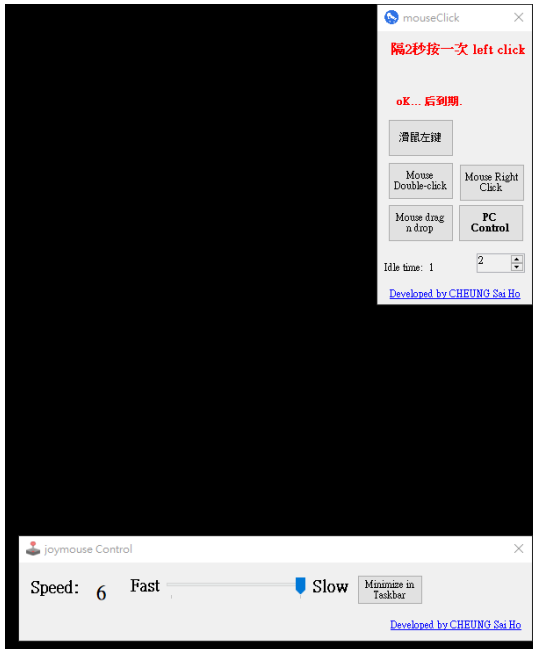 mouseClick
隔2秒按一次 left click
oK... 后到期.
滑鼠左鍵
Mouse
Double-click
Mouse Right
Click
Mouse drag
n drop
PC
Control
Idle time: 1
2
Developed by CHEUNG Sai Ho
joymouse Control
Speed: 6
Fast
Slow
Minimize in
Taskbar
Developed by CHEUNG Sai Ho